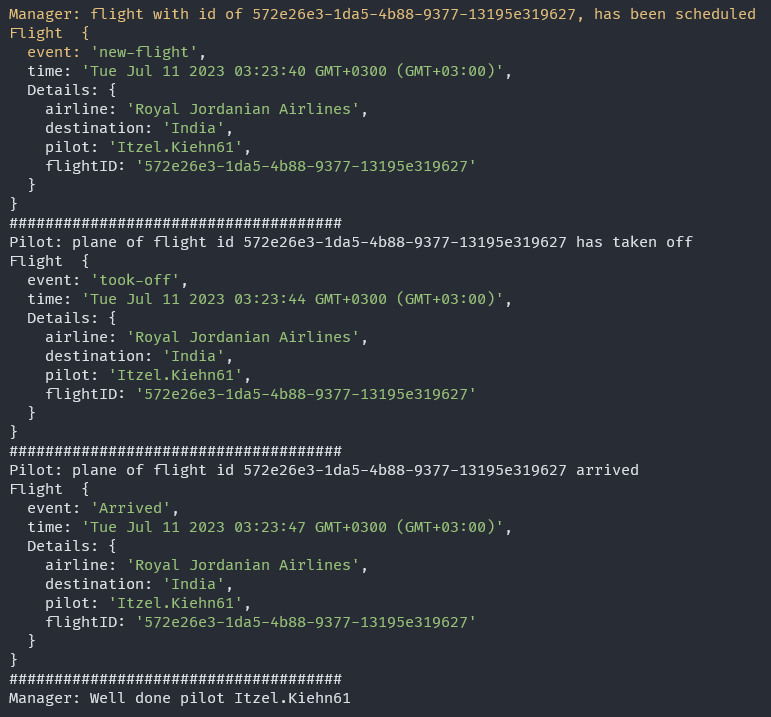 Manager: flight with id of 572e26e3-1da5-4b88-9377-13195e319627, has been scheduled
Flight  {
  event: 'new-flight',
  time: 'Tue Jul 11 2023 03:23:40 GMT+0300 (GMT+03:00)',
  Details: {
    airline: 'Royal Jordanian Airlines',
    destination: 'India',
    pilot: 'Itzel.Kiehn61',
    flightID: '572e26e3-1da5-4b88-9377-13195e319627'
  }
}
#####################################
Pilot: plane of flight id 572e26e3-1da5-4b88-9377-13195e319627 has taken off
Flight  {
  event: 'took-off',
  time: 'Tue Jul 11 2023 03:23:44 GMT+0300 (GMT+03:00)',
  Details: {
    airline: 'Royal Jordanian Airlines',
    destination: 'India',
    pilot: 'Itzel.Kiehn61',
    flightID: '572e26e3-1da5-4b88-9377-13195e319627'
  }
}
#####################################
Pilot: plane of flight id 572e26e3-1da5-4b88-9377-13195e319627 arrived
Flight  {
  event: 'Arrived',
  time: 'Tue Jul 11 2023 03:23:47 GMT+0300 (GMT+03:00)',
  Details: {
    airline: 'Royal Jordanian Airlines',
    destination: 'India',
    pilot: 'Itzel.Kiehn61',
    flightID: '572e26e3-1da5-4b88-9377-13195e319627'
  }
}
#####################################
Manager: Well done pilot Itzel.Kiehn61